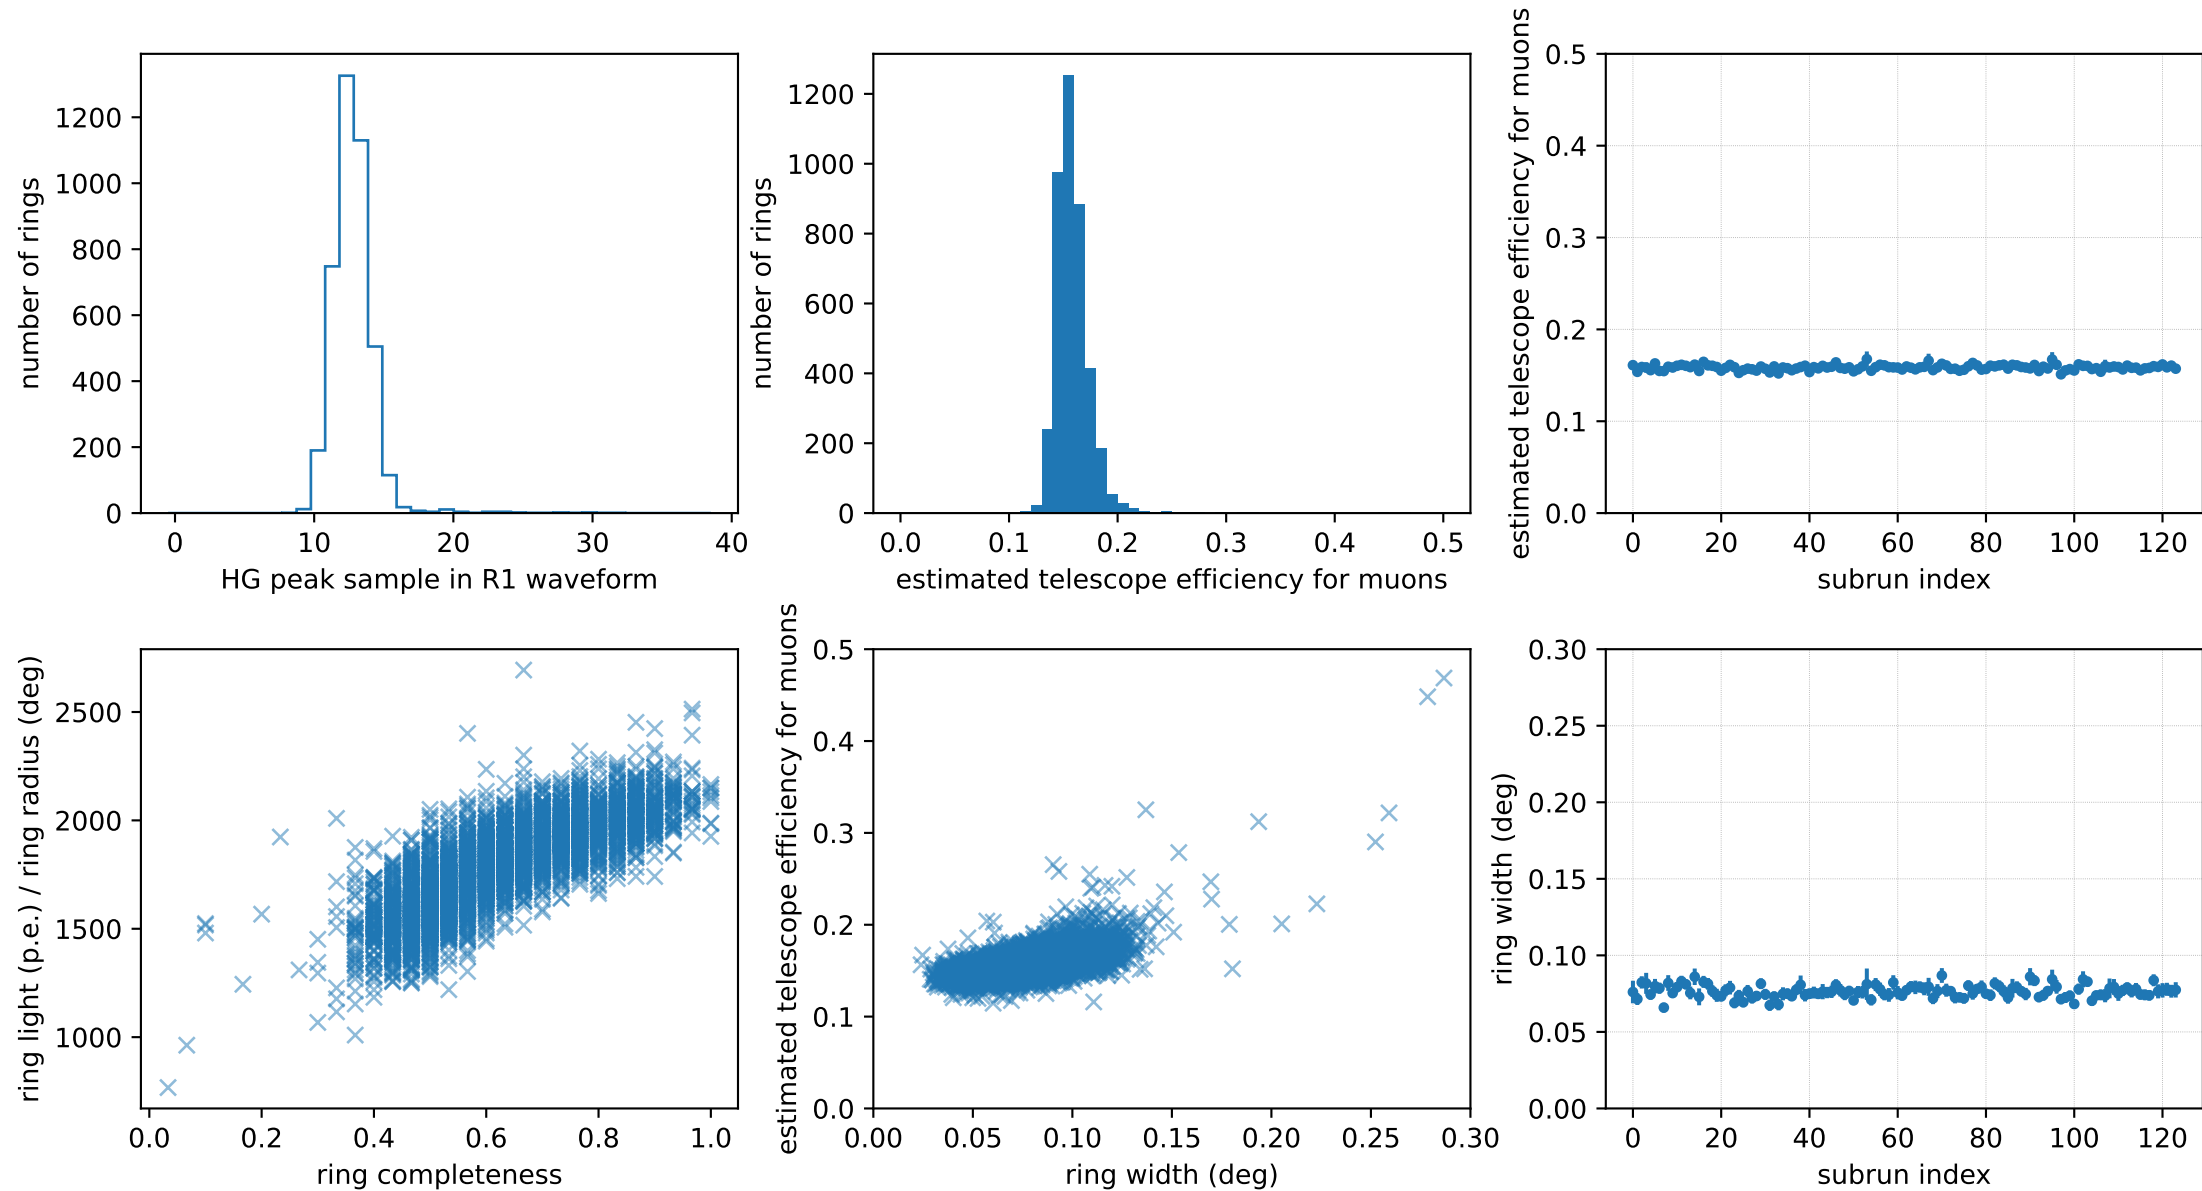 number of rings
1200
1000
800
600
400
200
0
0 10 20 30 40
HG peak sample in R1 waveform
number of rings
1200
1000
800
600
400
200
0
0.0 0.1 0.2 0.3 0.4 0.5
estimated telescope efficiency for muons
estimated telescope efficiency for muons
0.5
0.4
0.3
0.2
0.1
0.0
0 20 40 60 80 100 120
subrun index
ring light (p.e.) / ring radius (deg)
2500
2000
1500
1000
0.0 0.2 0.4 0.6 0.8 1.0
ring completeness
estimated telescope efficiency for muons
0.5
0.4
0.3
0.2
0.1
0.0
0.00 0.05 0.10 0.15 0.20 0.25 0.30
ring width (deg)
ring width (deg)
0.30
0.25
0.20
0.15
0.10
0.05
0.00
0 20 40 60 80 100 120
subrun index